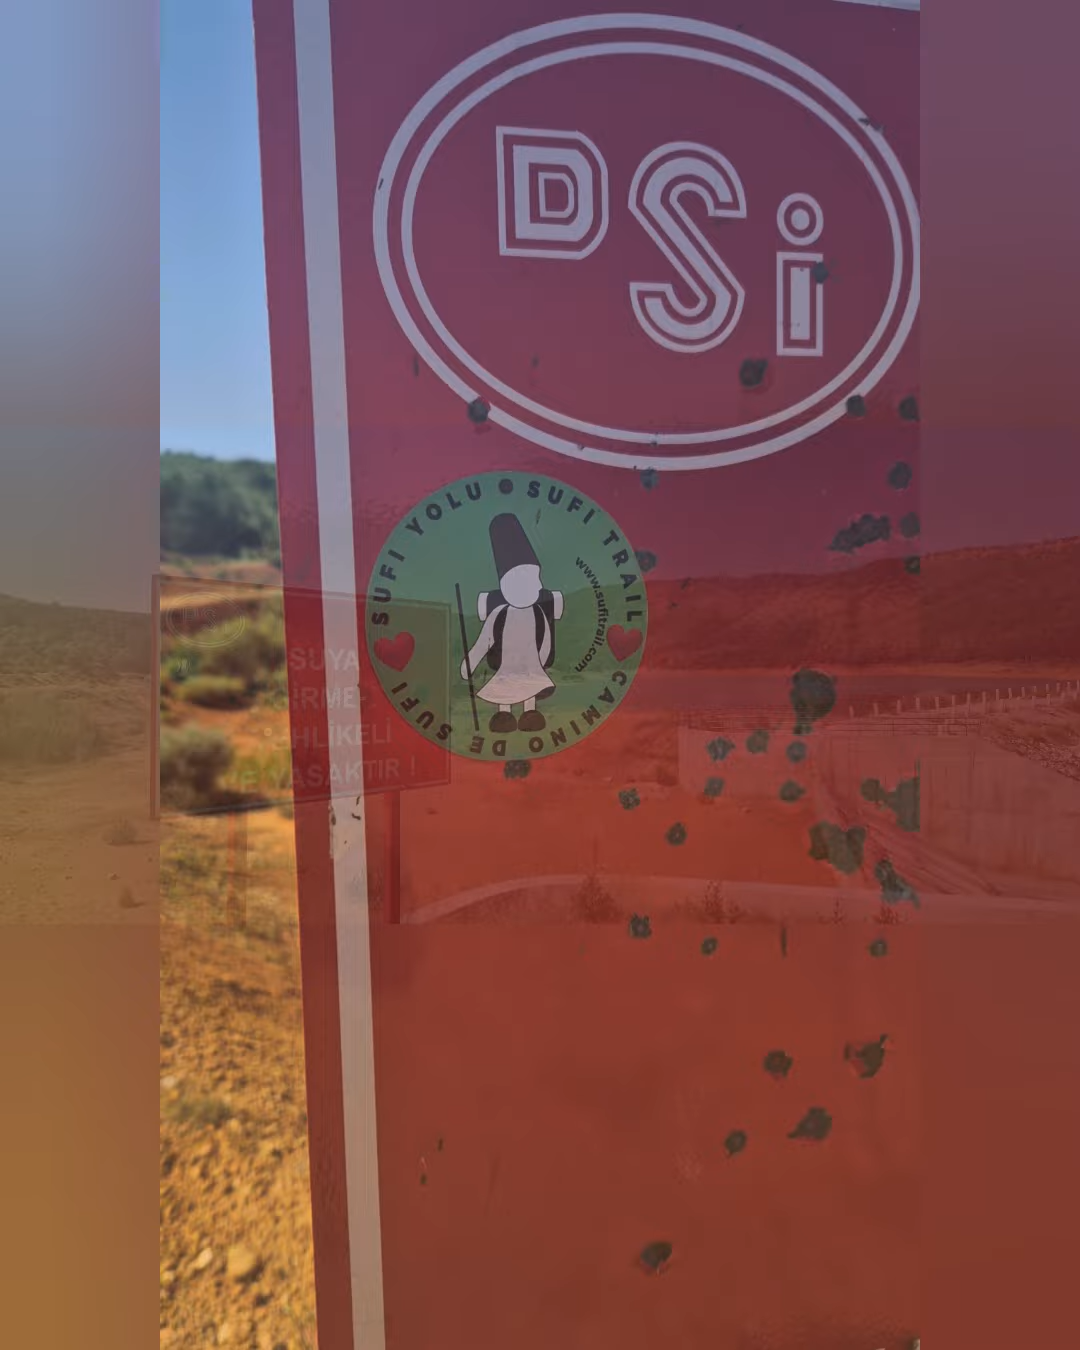 DSi
SUFI YOLU • SUFI TRAIL
www.sufitrail.com
CAMINO DE SUFI
SUYA
YASAKTIR !